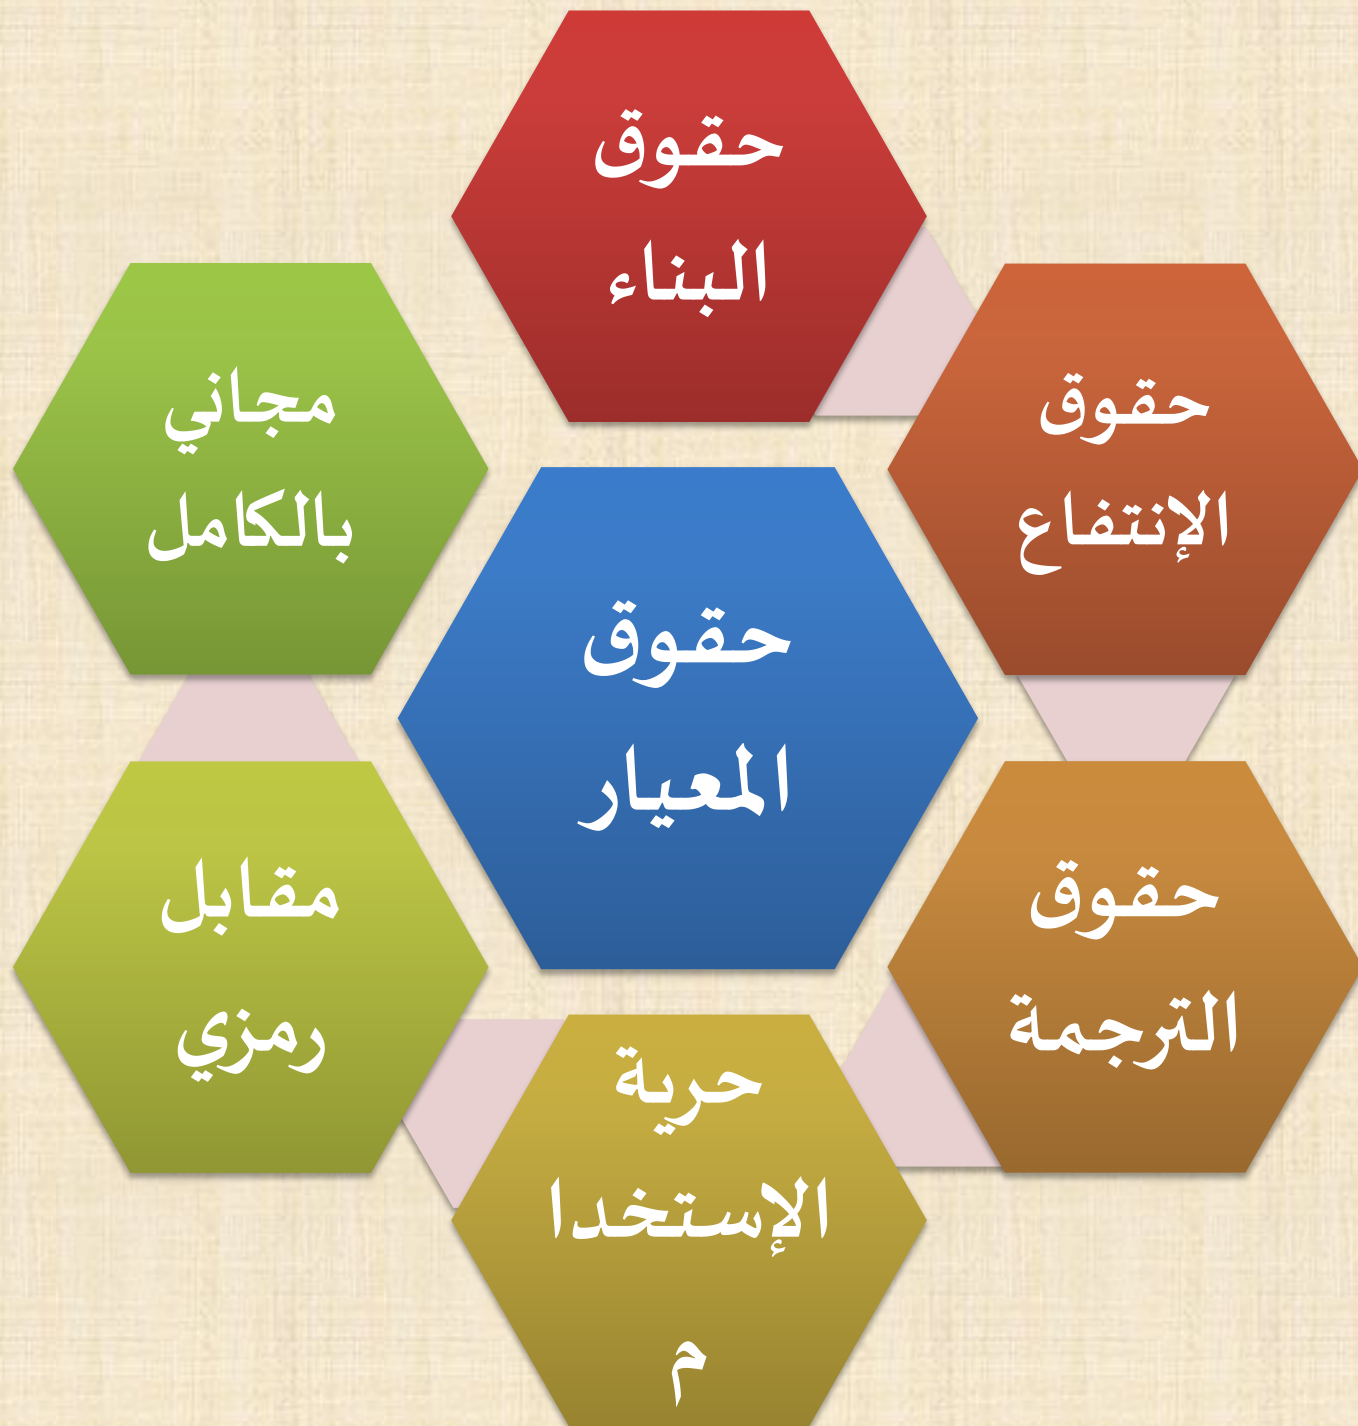 حقوق
البناء
حقوق
الإنتفاع
حقوق
الترجمة
حرية
الإستخدا
م
مقابل
رمزي
مجاني
بالكامل
حقوق
المعيار